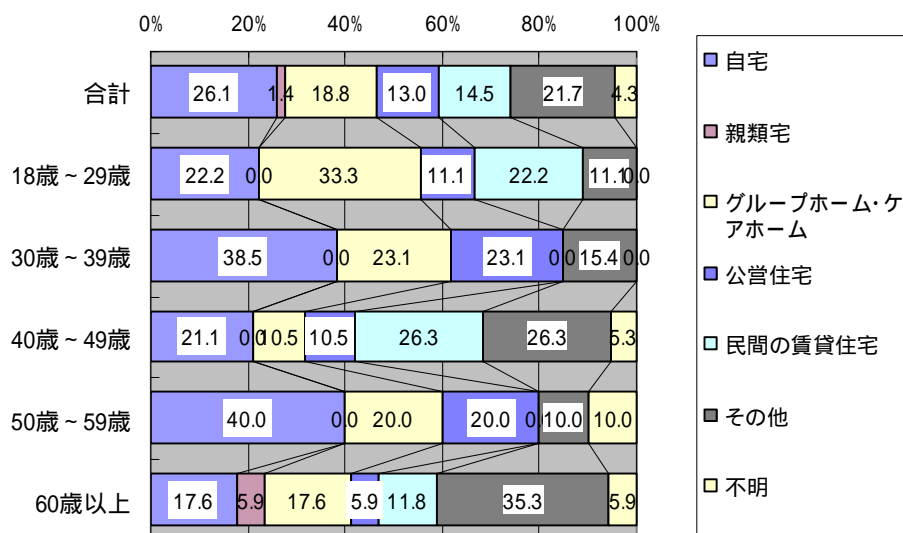 0% 20% 40% 60% 80% 100%
合計 26.1 1.4 18.8 13.0 14.5 21.7 4.3
18歳~29歳 22.2 0.0 33.3 11.1 22.2 11.1 0.0
30歳~39歳 38.5 0.0 23.1 23.1 0.0 15.4 0.0
40歳~49歳 21.1 0.0 10.5 10.5 26.3 26.3 5.3
50歳~59歳 40.0 0.0 20.0 20.0 0.0 10.0 10.0
60歳以上 17.6 5.9 17.6 5.9 11.8 35.3 5.9
自宅
親類宅
グループホーム・ケ
アホーム
公営住宅
民間の賃貸住宅
その他
不明